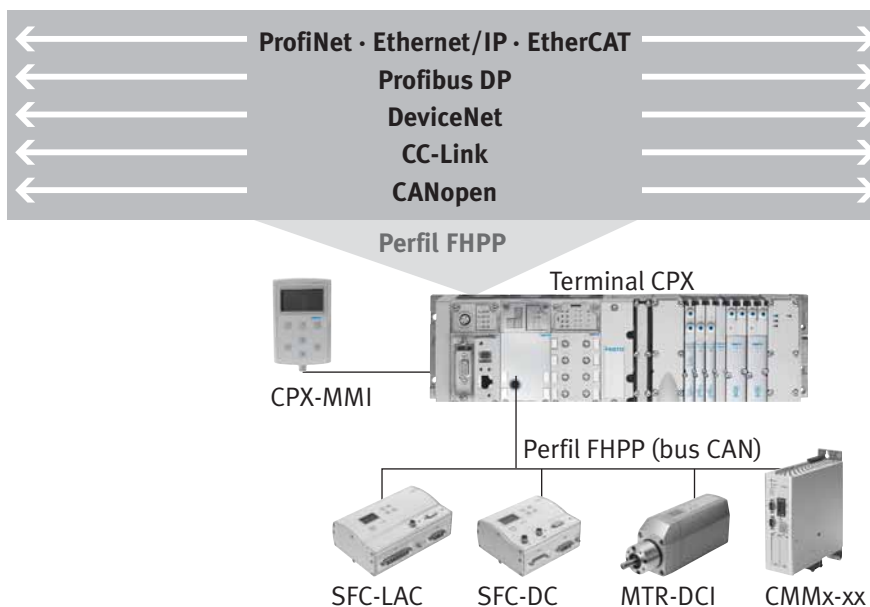 ProfiNet · Ethernet/IP · EtherCAT
Profibus DP
DeviceNet
CC-Link
CANopen
Perfil FHPP
Terminal CPX
CPX-MMI
Perfil FHPP (bus CAN)
SFC-LAC SFC-DC MTR-DCI CMMx-xx